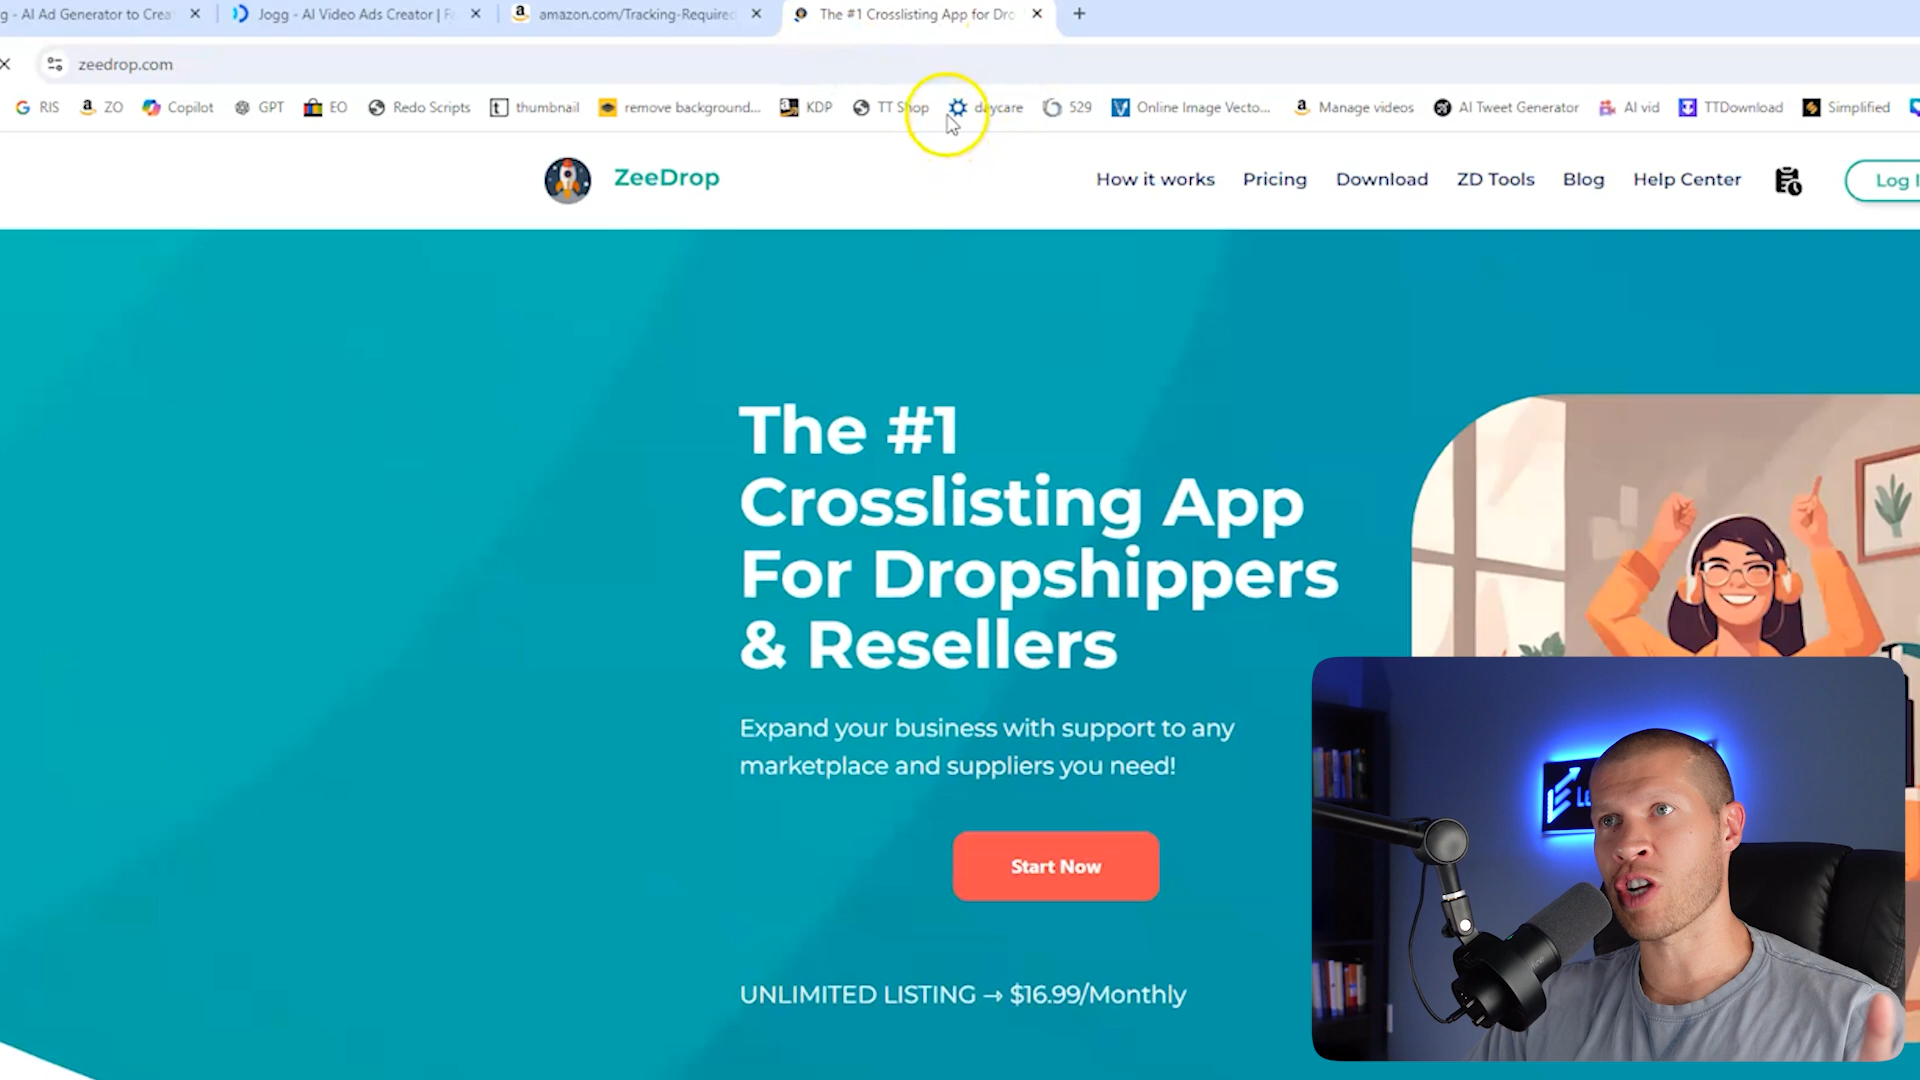 g - AI Ad Generator to Crea
Jogg - AI Video Ads Creator | F
amazon.com/Tracking-Required
The #1 Crosslisting App for Dro
zeedrop.com
RIS
ZO
Copilot
GPT
EO
Redo Scripts
thumbnail
remove background...
KDP
TT Shop
daycare
529
Online Image Vecto...
Manage videos
AI Tweet Generator
AI vid
TTDownload
Simplified
ZeeDrop
How it works
Pricing
Download
ZD Tools
Blog
Help Center
Log I
The #1
Crosslisting App
For Dropshippers
& Resellers
Expand your business with support to any
marketplace and suppliers you need!
Start Now
UNLIMITED LISTING → $16.99/Monthly